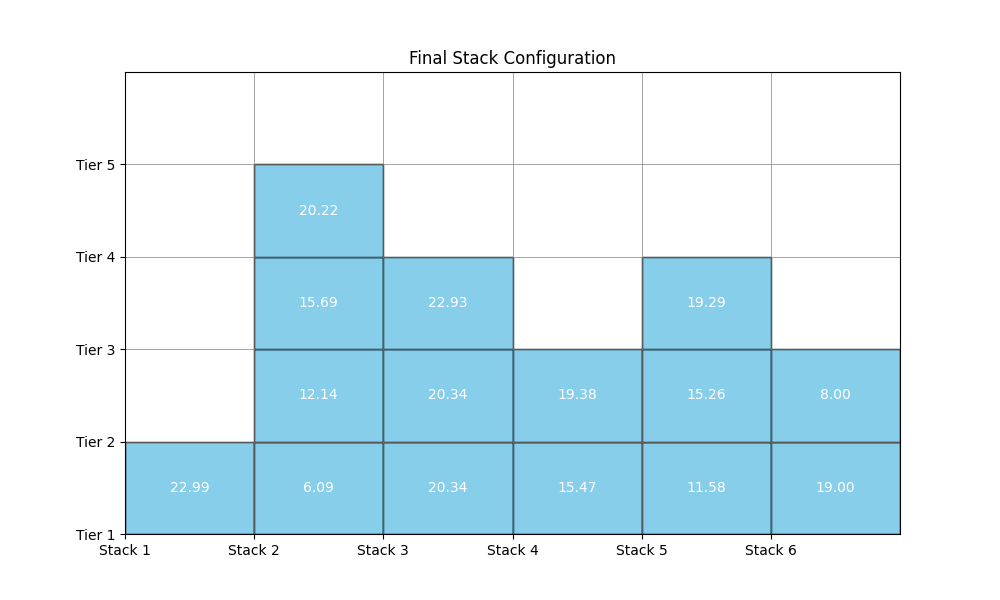 Final Stack Configuration
Tier 5
20.22
Tier 4
15.69 22.93 19.29
Tier 3
12.14 20.34 19.38 15.26 8.00
Tier 2
22.99 6.09 20.34 15.47 11.58 19.00
Tier 1
Stack 1 Stack 2 Stack 3 Stack 4 Stack 5 Stack 6